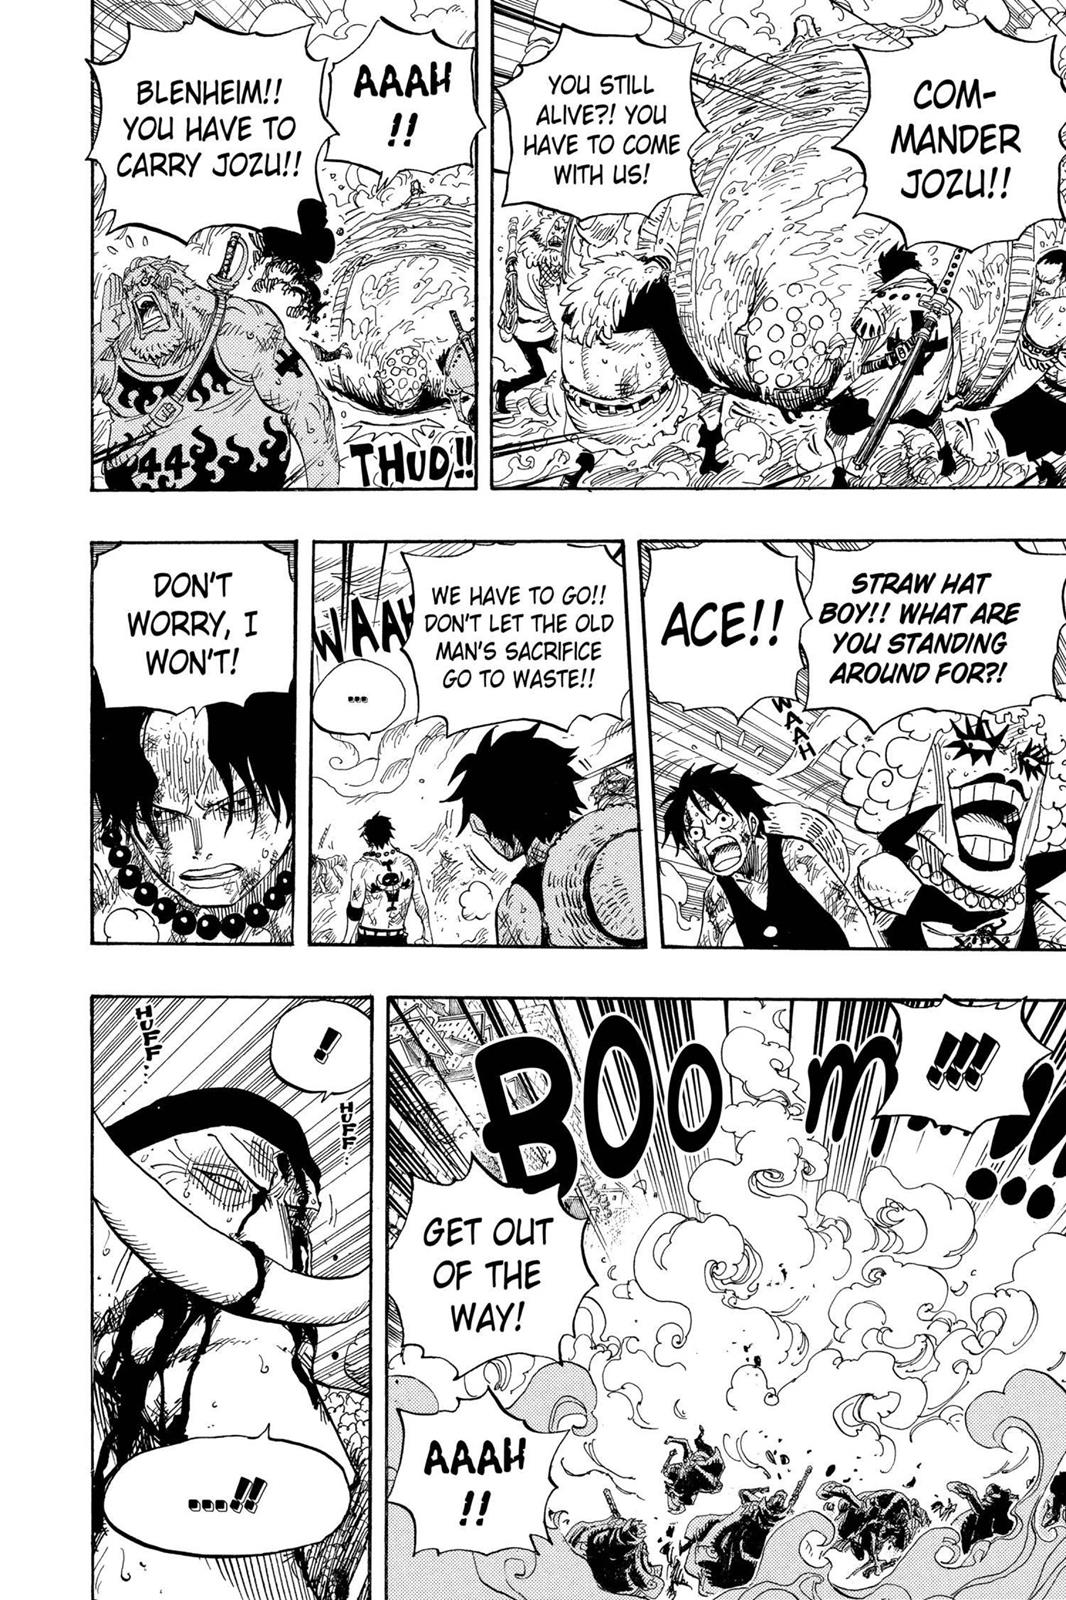 COM-
MANDER
JOZU!!
YOU STILL
ALIVE?! YOU
HAVE TO COME
WITH US!
AAAH
!!
BLENHEIM!!
YOU HAVE TO
CARRY JOZU!!
44
THUD!!
STRAW HAT
BOY!! WHAT ARE
YOU STANDING
AROUND FOR?!
WAAH
ACE!!
WE HAVE TO GO!!
DON'T LET THE OLD
MAN'S SACRIFICE
GO TO WASTE!!
WAAAH
...
DON'T
WORRY, I
WON'T!
!!!
BOOM...!!!
GET OUT
OF THE
WAY!
AAAH
!!
!
HUFF...
HUFF...
...!!